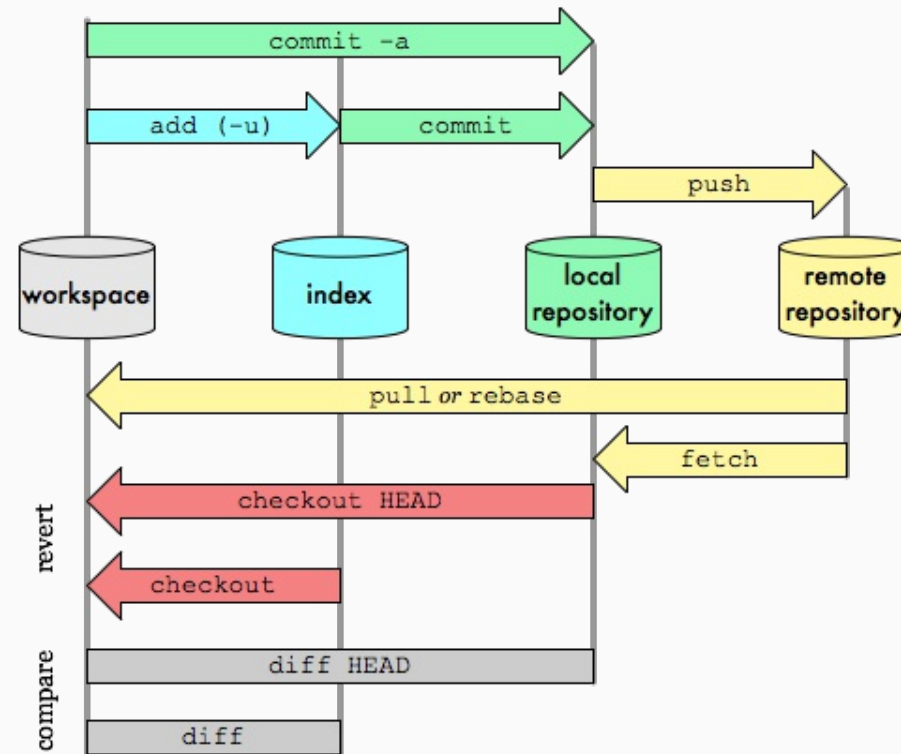 commit -a
add (-u)
commit
push
workspace
index
local
repository
remote
repository
pull or rebase
fetch
revert
checkout HEAD
checkout
compare
diff HEAD
diff